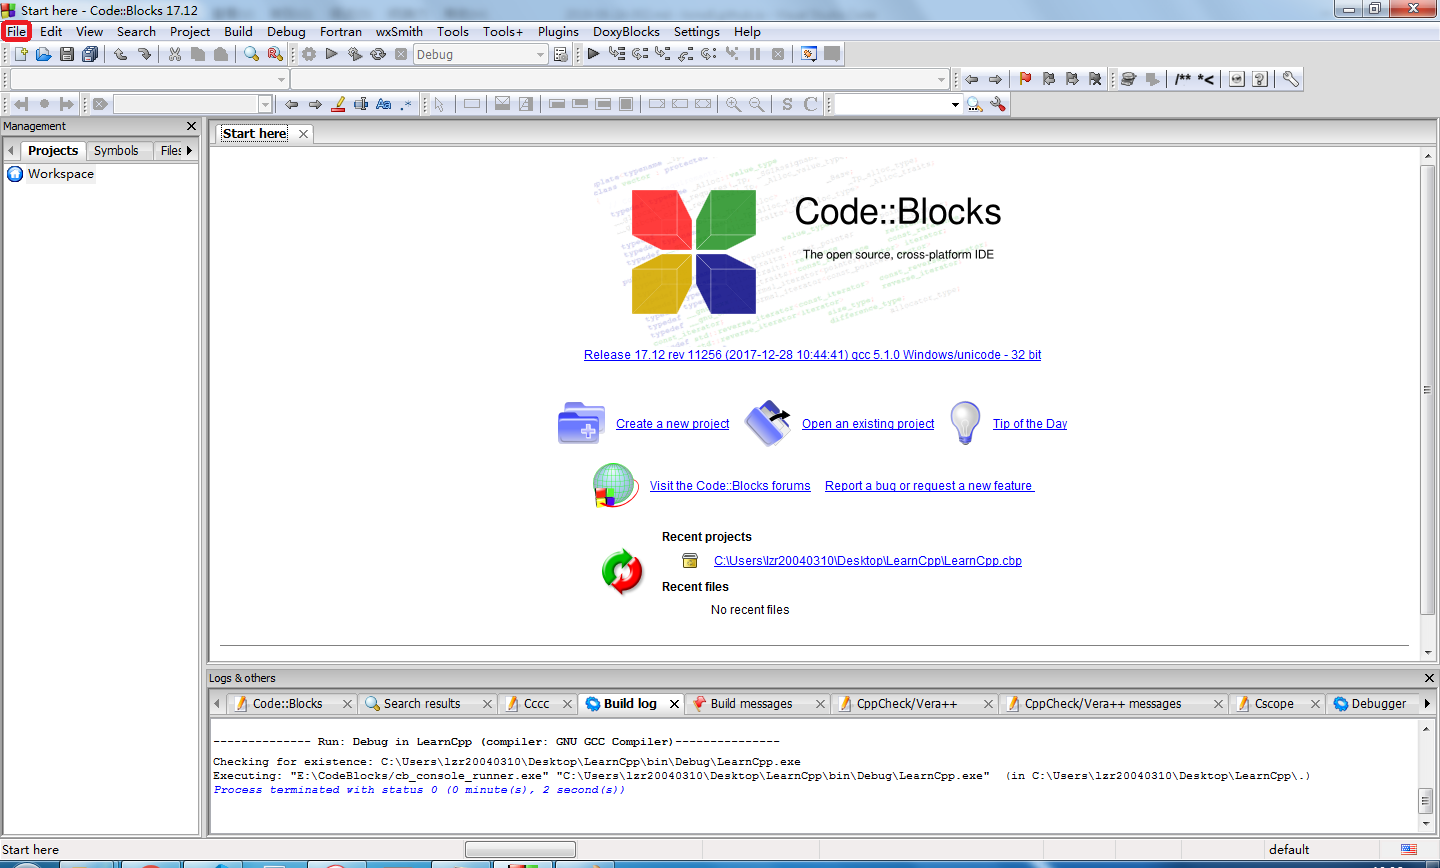 Start here - Code::Blocks 17.12
File Edit View Search Project Build Debug Fortran wxSmith Tools Tools+ Plugins DoxyBlocks Settings Help
Debug
/** *<
Aa .*
S C
Management
Projects Symbols Files
Workspace
Start here
Code::Blocks
The open source, cross-platform IDE
Release 17.12 rev 11256 (2017-12-28 10:44:41) gcc 5.1.0 Windows/unicode - 32 bit
Create a new project Open an existing project Tip of the Day
Visit the Code::Blocks forums Report a bug or request a new feature
Recent projects
C:\Users\lzr20040310\Desktop\LearnCpp\LearnCpp.cbp
Recent files
No recent files
Logs & others
Code::Blocks Search results Cccc Build log Build messages CppCheck/Vera++ CppCheck/Vera++ messages Cscope Debugger
-------------- Run: Debug in LearnCpp (compiler: GNU GCC Compiler)---------------
Checking for existence: C:\Users\lzr20040310\Desktop\LearnCpp\bin\Debug\LearnCpp.exe
Executing: "E:\CodeBlocks/cb_console_runner.exe" "C:\Users\lzr20040310\Desktop\LearnCpp\bin\Debug\LearnCpp.exe" (in C:\Users\lzr20040310\Desktop\LearnCpp\.)
Process terminated with status 0 (0 minute(s), 2 second(s))
Start here default